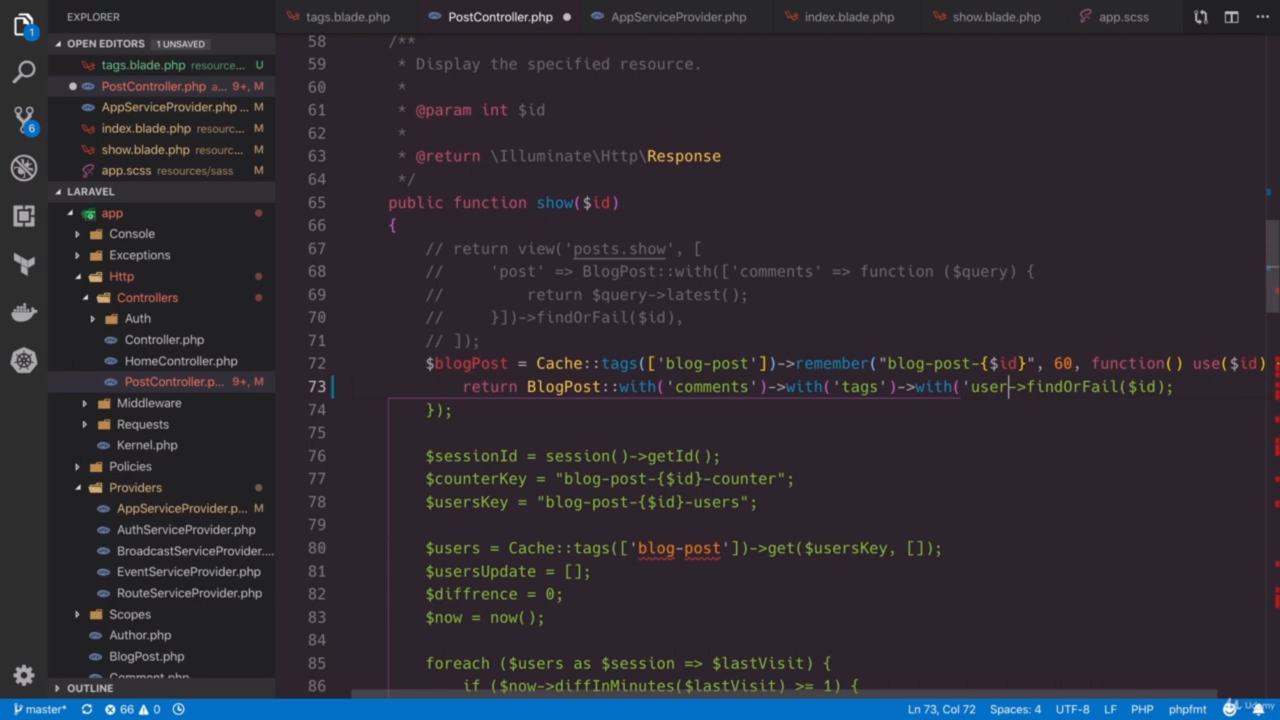 EXPLORER
tags.blade.php
PostController.php
AppServiceProvider.php
index.blade.php
show.blade.php
app.scss
1
OPEN EDITORS
1 UNSAVED
tags.blade.php resource... U
PostController.php a... 9+, M
AppServiceProvider.php ... M
index.blade.php resourc... M
show.blade.php resourc... M
app.scss resources/sass M
6
LARAVEL
app
Console
Exceptions
Http
Controllers
Auth
Controller.php
HomeController.php
PostController.p... 9+, M
Middleware
Requests
Kernel.php
Policies
Providers
AppServiceProvider.p... M
AuthServiceProvider.php
BroadcastServiceProvider....
EventServiceProvider.php
RouteServiceProvider.php
Scopes
Author.php
BlogPost.php
Comment.php
OUTLINE
58 /**
59 * Display the specified resource.
60 *
61 * @param int $id
62 *
63 * @return \Illuminate\Http\Response
64 */
65 public function show($id)
66 {
67 // return view('posts.show', [
68 // 'post' => BlogPost::with(['comments' => function ($query) {
69 // return $query->latest();
70 // }])->findOrFail($id),
71 // ]);
72 $blogPost = Cache::tags(['blog-post'])->remember("blog-post-{$id}", 60, function() use($id)
73 return BlogPost::with('comments')->with('tags')->with('user->findOrFail($id);
74 });
75
76 $sessionId = session()->getId();
77 $counterKey = "blog-post-{$id}-counter";
78 $usersKey = "blog-post-{$id}-users";
79
80 $users = Cache::tags(['blog-post'])->get($usersKey, []);
81 $usersUpdate = [];
82 $diffrence = 0;
83 $now = now();
84
85 foreach ($users as $session => $lastVisit) {
86 if ($now->diffInMinutes($lastVisit) >= 1) {
master* 66 0 Ln 73, Col 72 Spaces: 4 UTF-8 LF PHP phpfmt
Udemy